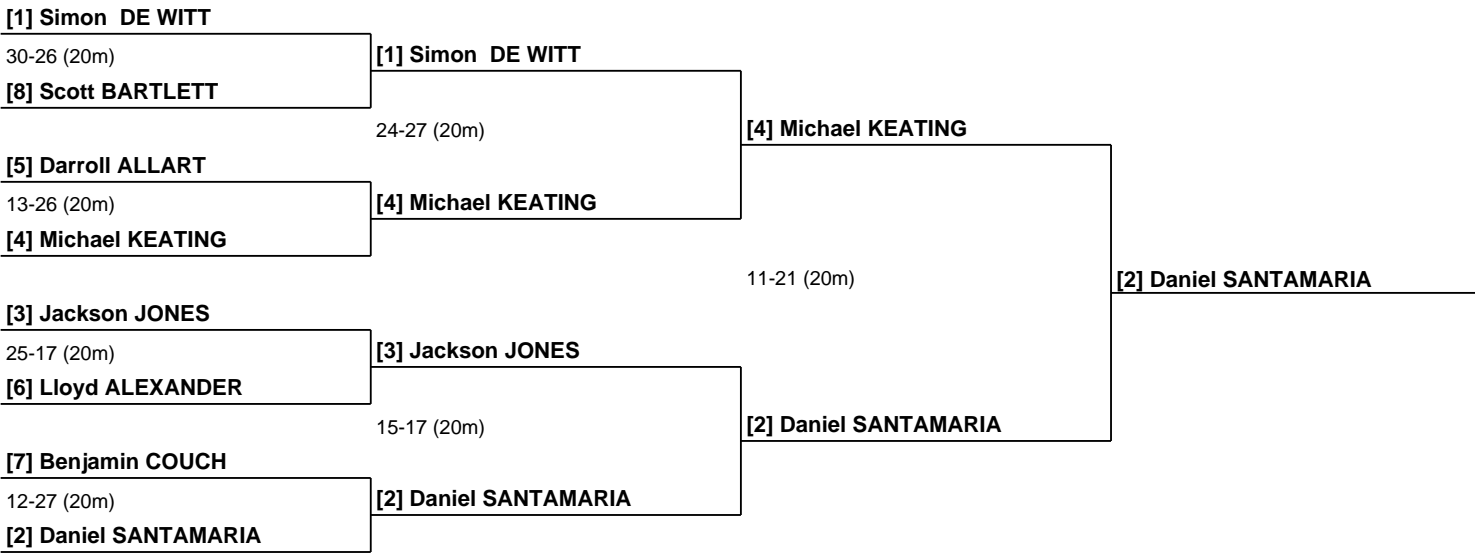 [1] Simon  DE WITT
30-26 (20m)
[8] Scott BARTLETT
[5] Darroll ALLART
13-26 (20m)
[4] Michael KEATING
[3] Jackson JONES
25-17 (20m)
[6] Lloyd ALEXANDER
[7] Benjamin COUCH
12-27 (20m)
[2] Daniel SANTAMARIA
[1] Simon  DE WITT
24-27 (20m)
[4] Michael KEATING
[3] Jackson JONES
15-17 (20m)
[2] Daniel SANTAMARIA
[4] Michael KEATING
11-21 (20m)
[2] Daniel SANTAMARIA
[2] Daniel SANTAMARIA